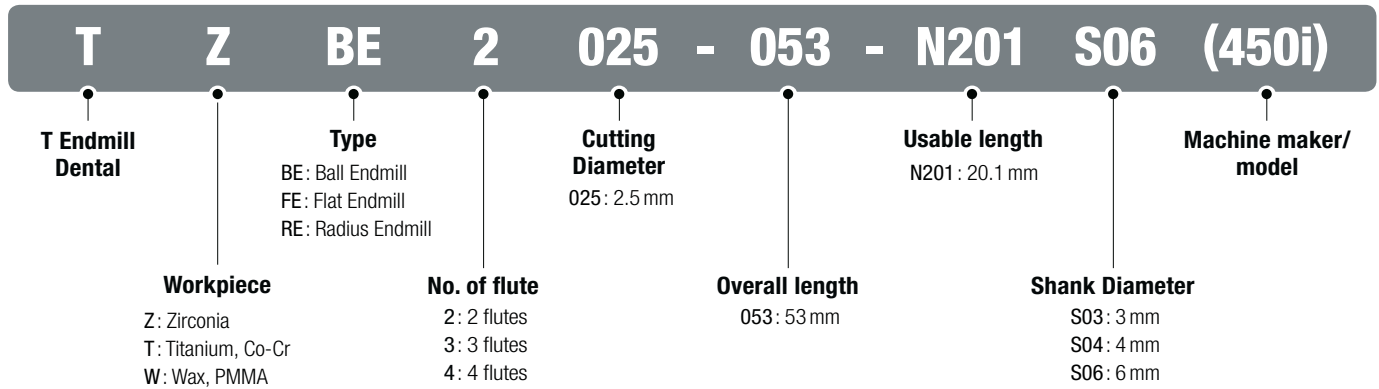 T Z BE 2 025 - 053 - N201 S06 (450i)
T Endmill
Dental
Type
BE: Ball Endmill
FE: Flat Endmill
RE: Radius Endmill
Cutting
Diameter
025: 2.5 mm
Usable length
N201: 20.1 mm
Machine maker/
model
Workpiece
Z: Zirconia
T: Titanium, Co-Cr
W: Wax, PMMA
No. of flute
2: 2 flutes
3: 3 flutes
4: 4 flutes
Overall length
053: 53 mm
Shank Diameter
S03: 3 mm
S04: 4 mm
S06: 6 mm